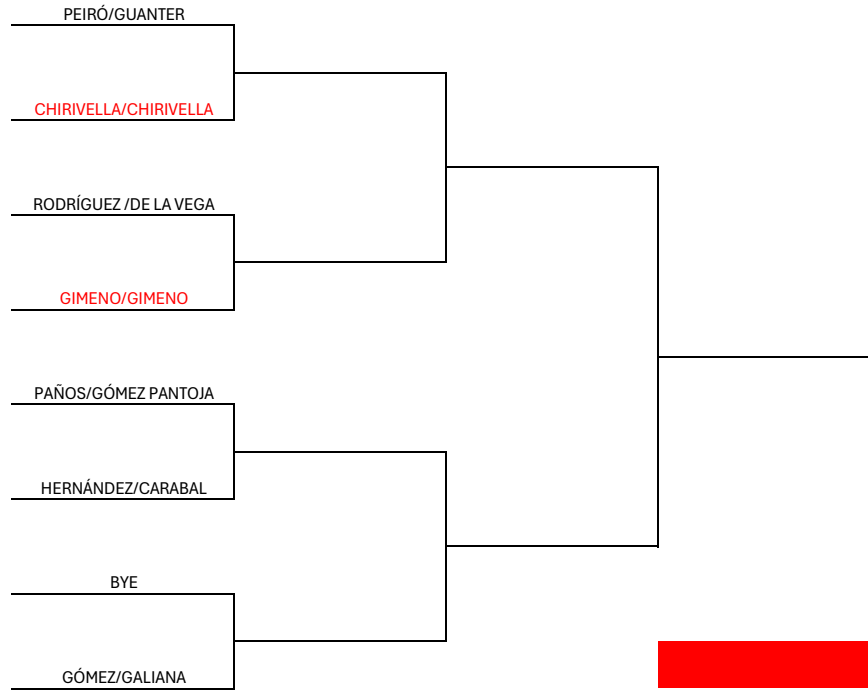 PEIRÓ/GUANTER
CHIRIVELLA/CHIRIVELLA
RODRÍGUEZ /DE LA VEGA
GIMENO/GIMENO
PAÑOS/GÓMEZ PANTOJA
HERNÁNDEZ/CARABAL
BYE
GÓMEZ/GALIANA